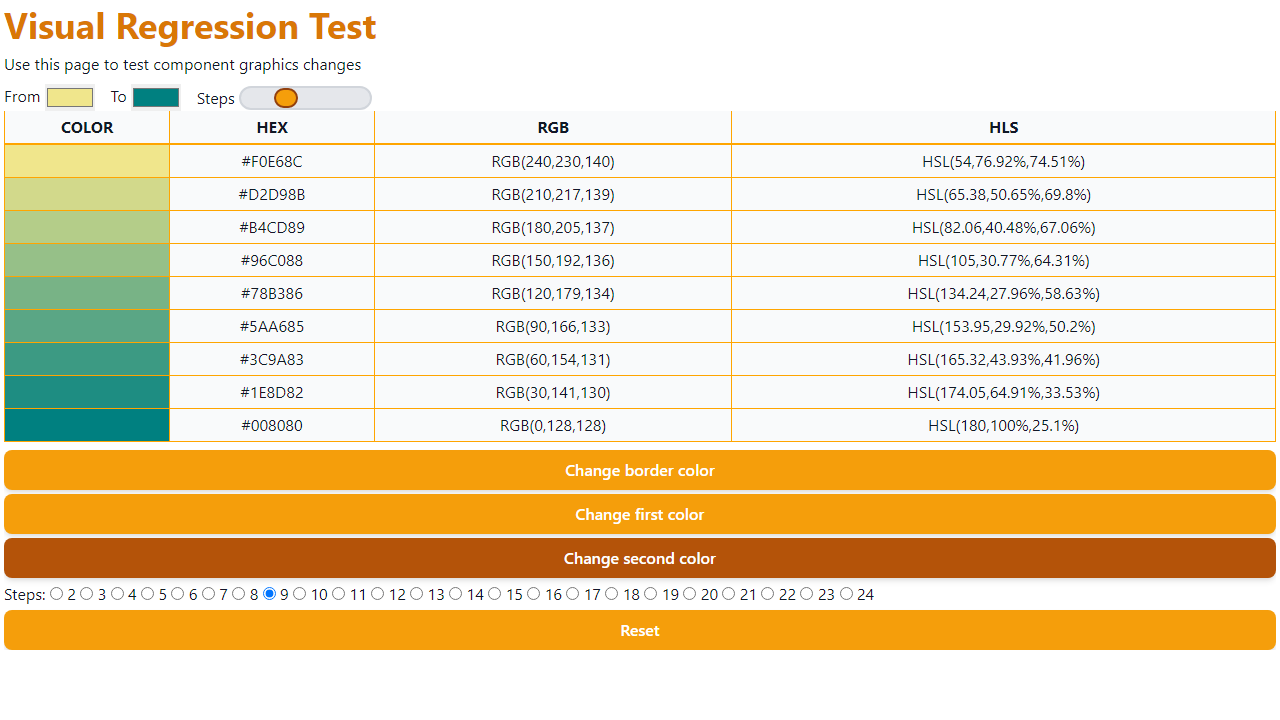 Visual Regression Test
Use this page to test component graphics changes
From To Steps
COLOR HEX RGB HLS
#F0E68C RGB(240,230,140) HSL(54,76.92%,74.51%)
#D2D98B RGB(210,217,139) HSL(65.38,50.65%,69.8%)
#B4CD89 RGB(180,205,137) HSL(82.06,40.48%,67.06%)
#96C088 RGB(150,192,136) HSL(105,30.77%,64.31%)
#78B386 RGB(120,179,134) HSL(134.24,27.96%,58.63%)
#5AA685 RGB(90,166,133) HSL(153.95,29.92%,50.2%)
#3C9A83 RGB(60,154,131) HSL(165.32,43.93%,41.96%)
#1E8D82 RGB(30,141,130) HSL(174.05,64.91%,33.53%)
#008080 RGB(0,128,128) HSL(180,100%,25.1%)
Change border color
Change first color
Change second color
Steps: 2 3 4 5 6 7 8 9 10 11 12 13 14 15 16 17 18 19 20 21 22 23 24
Reset